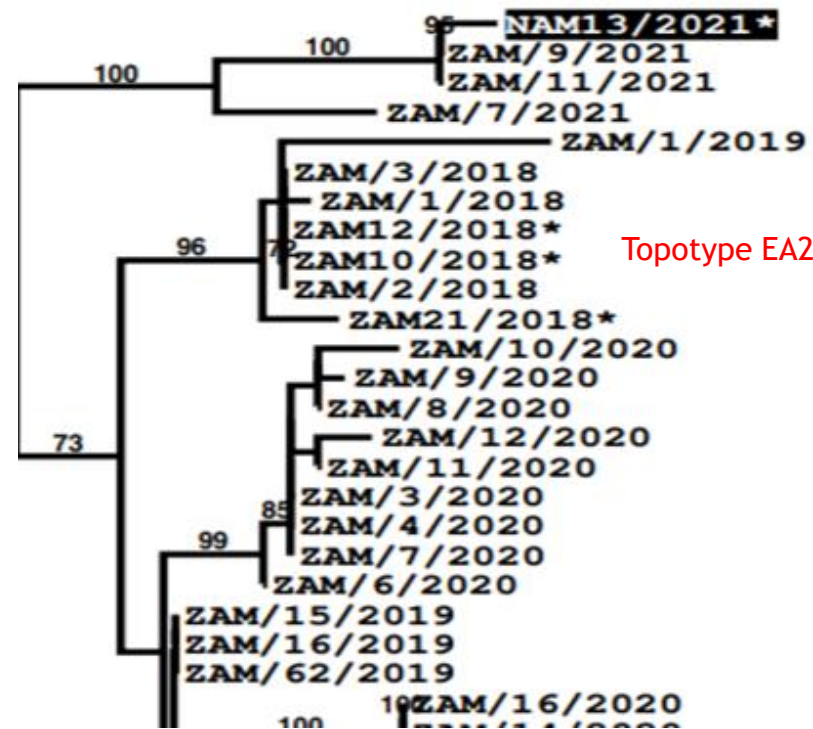 95 NAM13/2021*
100 ZAM/9/2021
100 ZAM/11/2021
ZAM/7/2021
ZAM/1/2019
ZAM/3/2018
ZAM/1/2018
ZAM12/2018*
96 72 ZAM10/2018* Topotype EA2
ZAM/2/2018
ZAM21/2018*
ZAM/10/2020
ZAM/9/2020
ZAM/8/2020
73 ZAM/12/2020
ZAM/11/2020
ZAM/3/2020
85 ZAM/4/2020
99 ZAM/7/2020
ZAM/6/2020
ZAM/15/2019
ZAM/16/2019
ZAM/62/2019
100 ZAM/16/2020
100